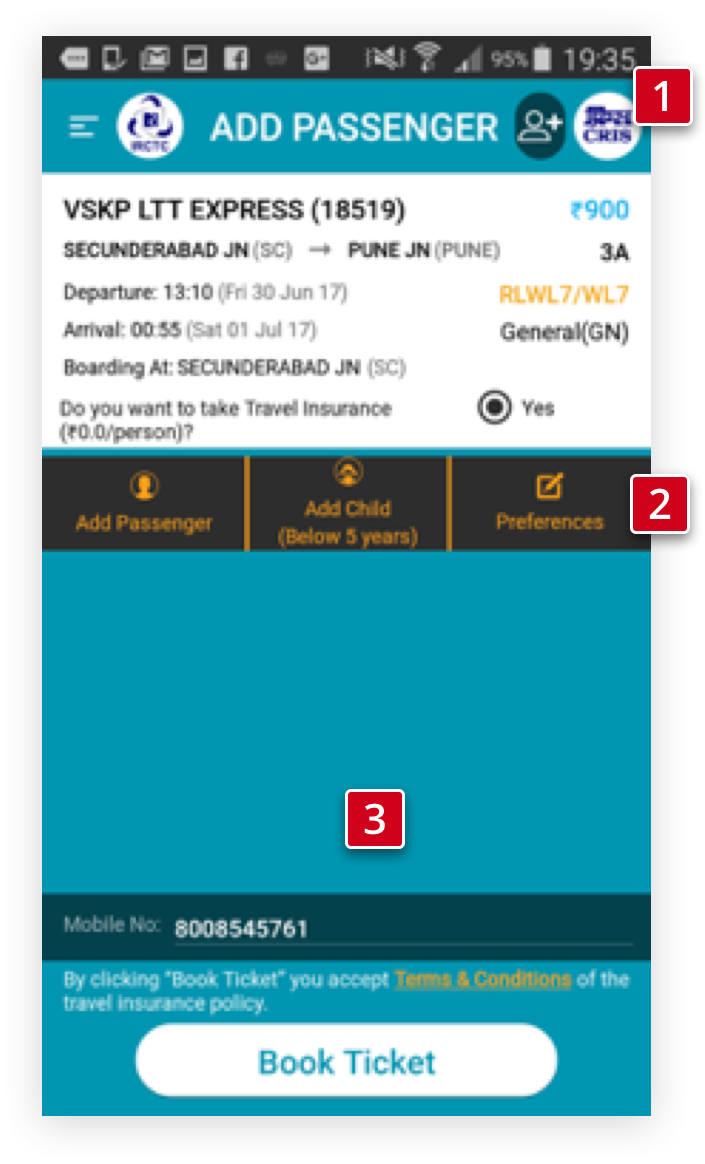 95% 19:35
1
IRCTC ADD PASSENGER CRIS
VSKP LTT EXPRESS (18519) ₹900
SECUNDERABAD JN (SC) → PUNE JN (PUNE) 3A
Departure: 13:10 (Fri 30 Jun 17) RLWL7/WL7
Arrival: 00:55 (Sat 01 Jul 17) General(GN)
Boarding At: SECUNDERABAD JN (SC)
Do you want to take Travel Insurance Yes
(₹0.0/person)?
2
Add Passenger Add Child Preferences
(Below 5 years)
3
Mobile No: 8008545761
By clicking "Book Ticket" you accept Terms & Conditions of the
travel insurance policy.
Book Ticket